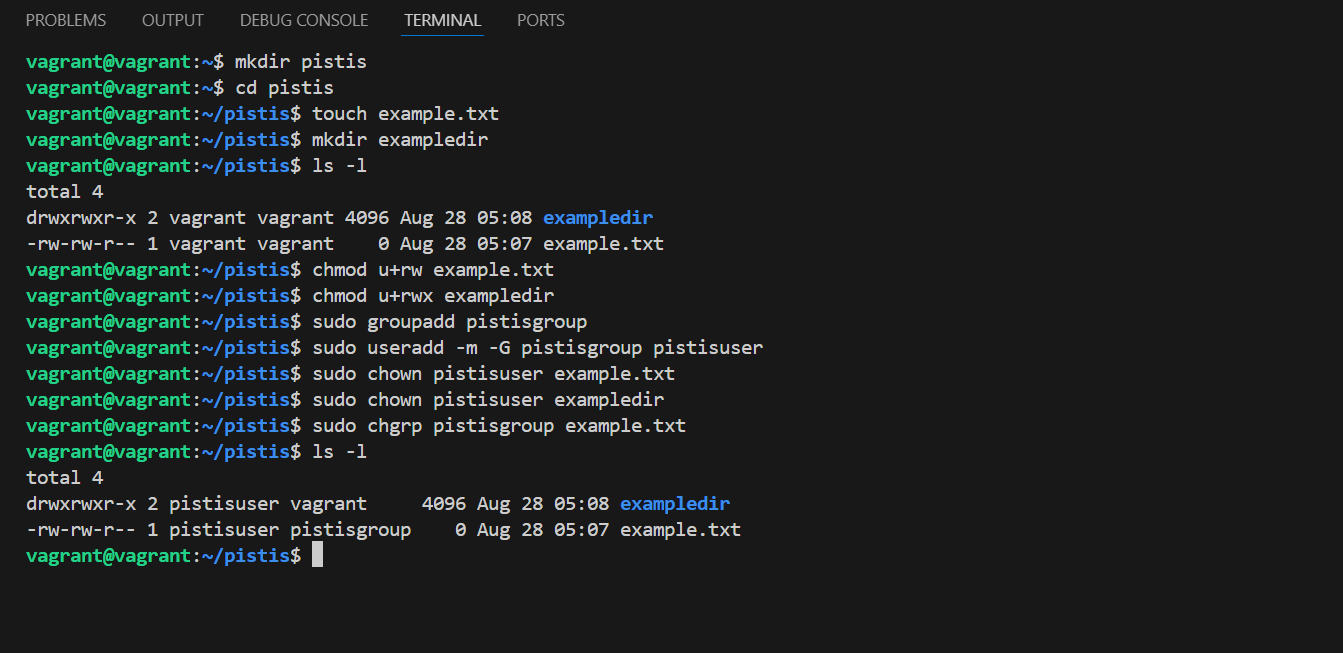 PROBLEMS OUTPUT DEBUG CONSOLE TERMINAL PORTS
vagrant@vagrant:~$ mkdir pistis
vagrant@vagrant:~$ cd pistis
vagrant@vagrant:~/pistis$ touch example.txt
vagrant@vagrant:~/pistis$ mkdir exampledir
vagrant@vagrant:~/pistis$ ls -l
total 4
drwxrwxr-x 2 vagrant vagrant 4096 Aug 28 05:08 exampledir
-rw-rw-r-- 1 vagrant vagrant    0 Aug 28 05:07 example.txt
vagrant@vagrant:~/pistis$ chmod u+rw example.txt
vagrant@vagrant:~/pistis$ chmod u+rwx exampledir
vagrant@vagrant:~/pistis$ sudo groupadd pistisgroup
vagrant@vagrant:~/pistis$ sudo useradd -m -G pistisgroup pistisuser
vagrant@vagrant:~/pistis$ sudo chown pistisuser example.txt
vagrant@vagrant:~/pistis$ sudo chown pistisuser exampledir
vagrant@vagrant:~/pistis$ sudo chgrp pistisgroup example.txt
vagrant@vagrant:~/pistis$ ls -l
total 4
drwxrwxr-x 2 pistisuser vagrant     4096 Aug 28 05:08 exampledir
-rw-rw-r-- 1 pistisuser pistisgroup    0 Aug 28 05:07 example.txt
vagrant@vagrant:~/pistis$